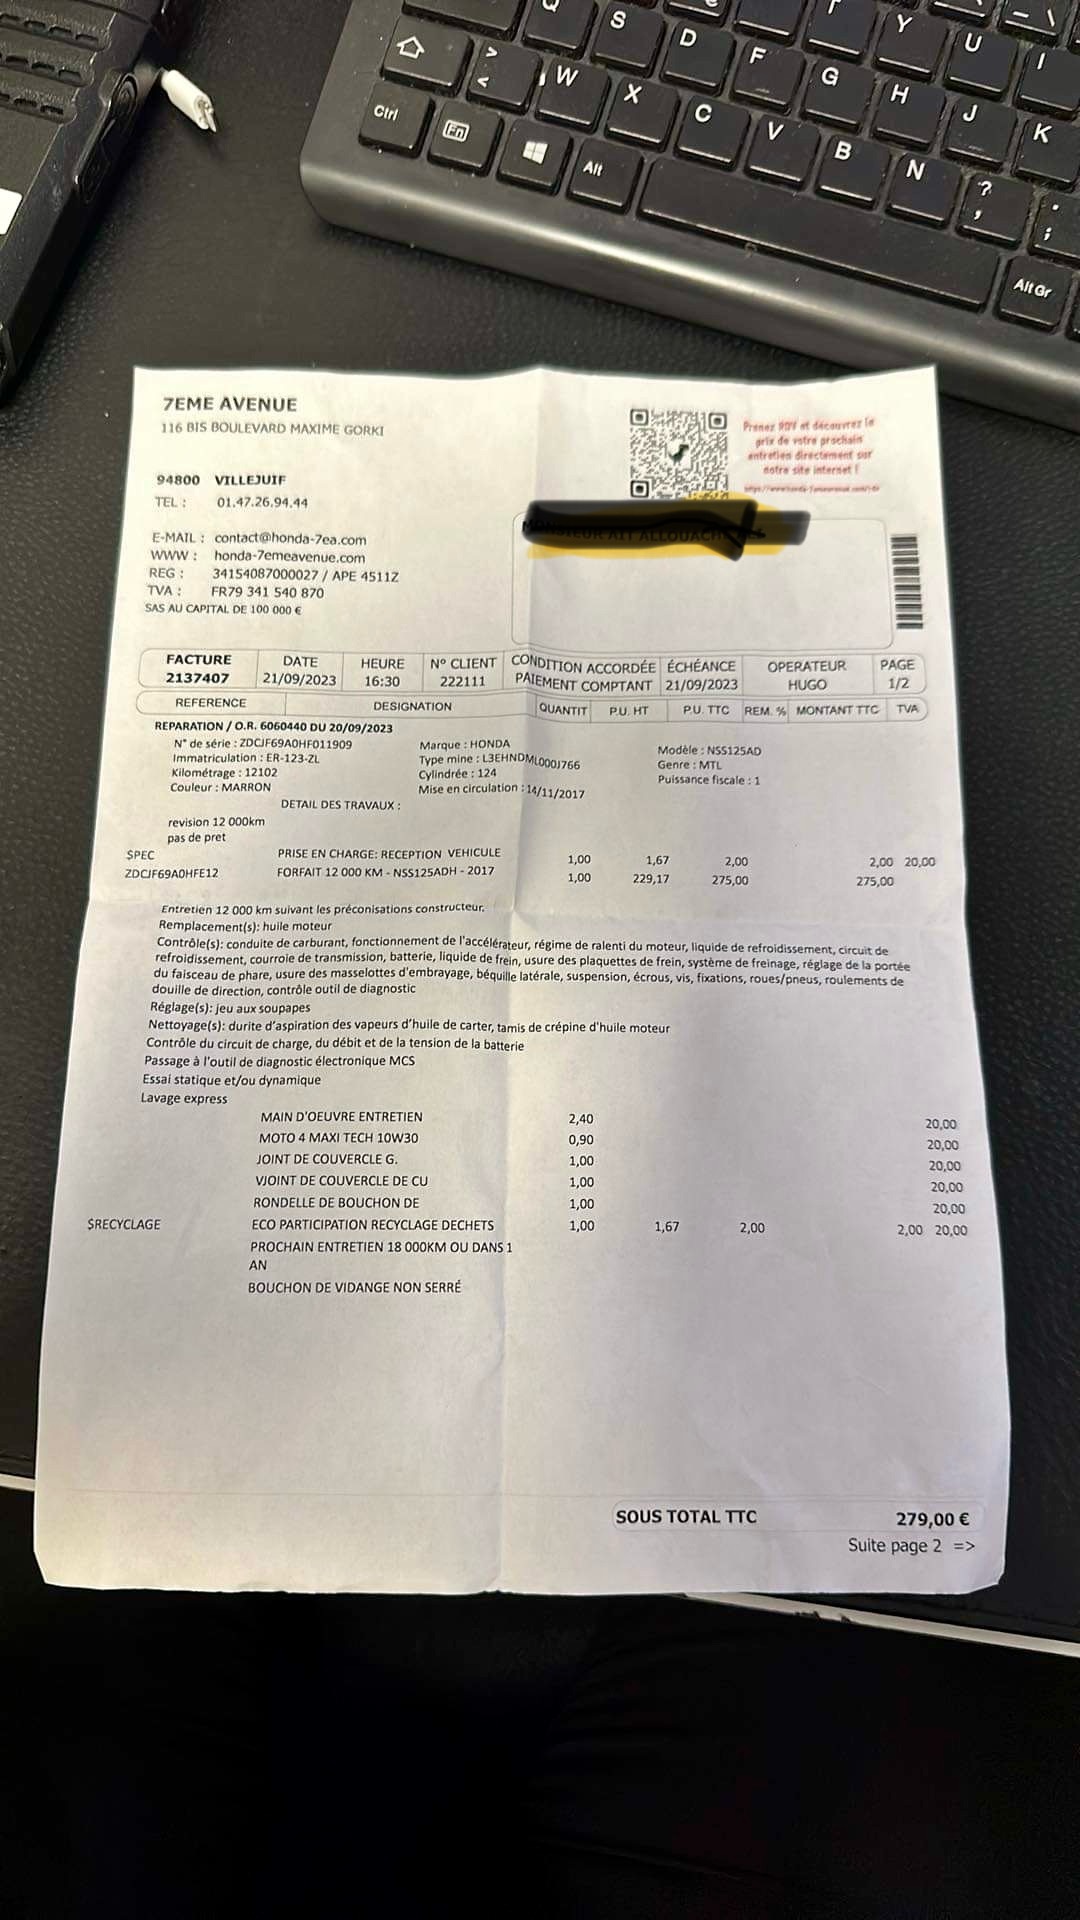 Q S D F G H J K
T Y U I
> < W X C V B N ? , . ;
Ctrl Fn Alt Alt Gr
7EME AVENUE
116 BIS BOULEVARD MAXIME GORKI
94800 VILLEJUIF
TEL : 01.47.26.94.44
E-MAIL : contact@honda-7ea.com
WWW : honda-7emeavenue.com
REG : 34154087000027 / APE 4511Z
TVA : FR79 341 540 870
SAS AU CAPITAL DE 100 000 €
Prenez RDV et découvrez le
prix de votre prochain
entretien directement sur
notre site internet !
FACTURE DATE HEURE N° CLIENT CONDITION ACCORDÉE ÉCHÉANCE OPERATEUR PAGE
2137407 21/09/2023 16:30 222111 PAIEMENT COMPTANT 21/09/2023 HUGO 1/2
REFERENCE DESIGNATION QUANTIT P.U. HT P.U. TTC REM. % MONTANT TTC TVA
REPARATION / O.R. 6060440 DU 20/09/2023
N° de série : ZDCJF69A0HF011909 Marque : HONDA Modèle : NSS125AD
Immatriculation : ER-123-ZL Type mine : L3EHNDML000J766 Genre : MTL
Kilométrage : 12102 Cylindrée : 124 Puissance fiscale : 1
Couleur : MARRON Mise en circulation : 14/11/2017
DETAIL DES TRAVAUX :
revision 12 000km
pas de pret
$PEC PRISE EN CHARGE: RECEPTION VEHICULE 1,00 1,67 2,00 2,00 20,00
ZDCJF69A0HFE12 FORFAIT 12 000 KM - NSS125ADH - 2017 1,00 229,17 275,00 275,00
Entretien 12 000 km suivant les préconisations constructeur.
Remplacement(s): huile moteur
Contrôle(s): conduite de carburant, fonctionnement de l'accélérateur, régime de ralenti du moteur, liquide de refroidissement, circuit de
refroidissement, courroie de transmission, batterie, liquide de frein, usure des plaquettes de frein, système de freinage, réglage de la portée
du faisceau de phare, usure des masselottes d'embrayage, béquille latérale, suspension, écrous, vis, fixations, roues/pneus, roulements de
douille de direction, contrôle outil de diagnostic
Réglage(s): jeu aux soupapes
Nettoyage(s): durite d'aspiration des vapeurs d'huile de carter, tamis de crépine d'huile moteur
Contrôle du circuit de charge, du débit et de la tension de la batterie
Passage à l'outil de diagnostic électronique MCS
Essai statique et/ou dynamique
Lavage express
MAIN D'OEUVRE ENTRETIEN 2,40 20,00
MOTO 4 MAXI TECH 10W30 0,90 20,00
JOINT DE COUVERCLE G. 1,00 20,00
VJOINT DE COUVERCLE DE CU 1,00 20,00
RONDELLE DE BOUCHON DE 1,00 20,00
$RECYCLAGE ECO PARTICIPATION RECYCLAGE DECHETS 1,00 1,67 2,00 2,00 20,00
PROCHAIN ENTRETIEN 18 000KM OU DANS 1
AN
BOUCHON DE VIDANGE NON SERRÉ
SOUS TOTAL TTC 279,00 €
Suite page 2 =>